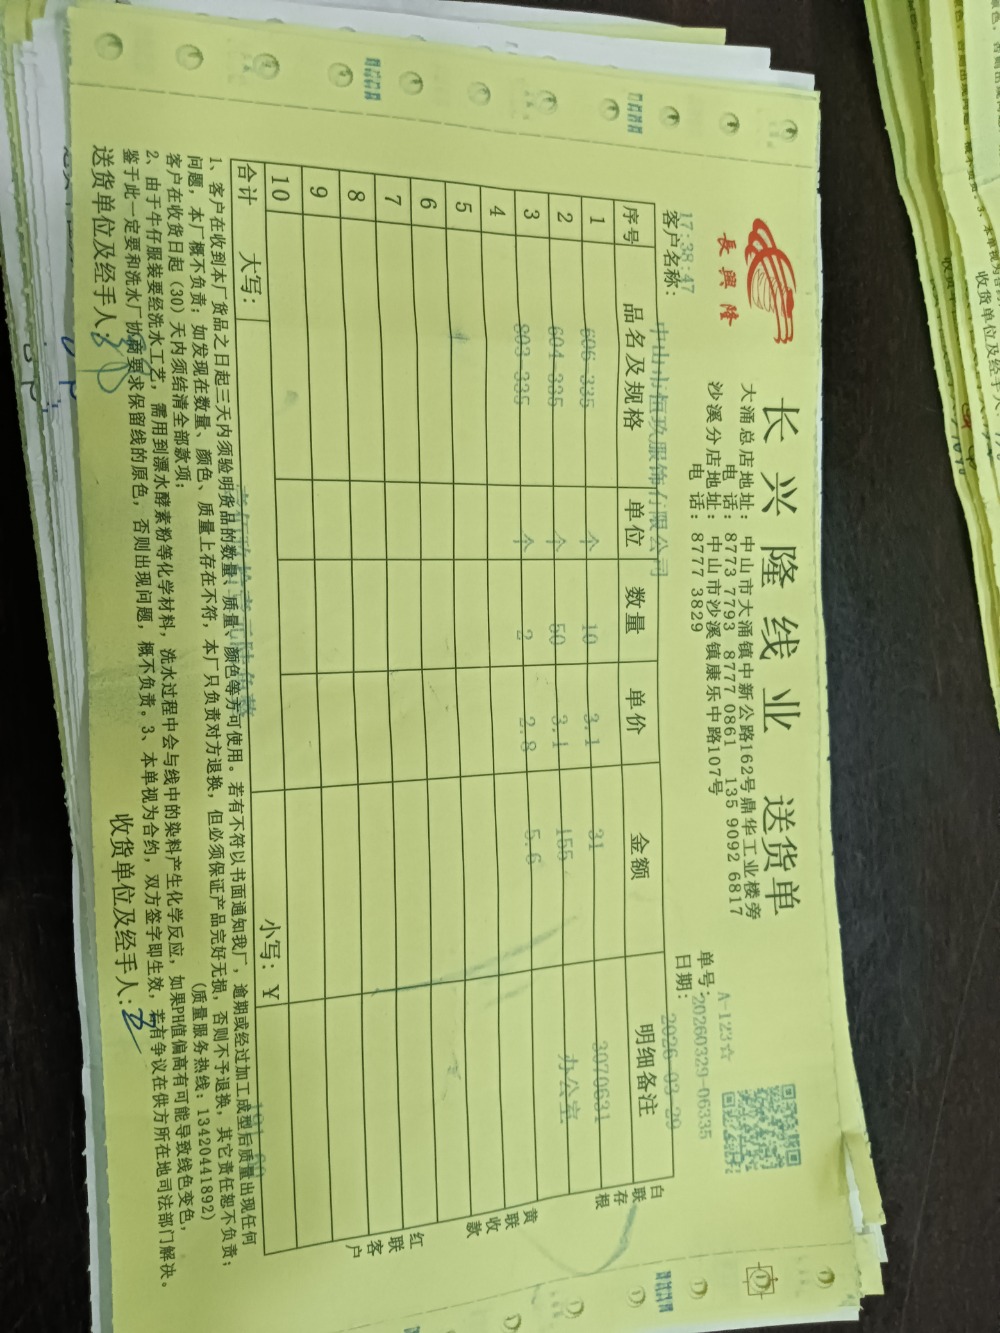 長興隆
长兴隆线业 送货单
大涌总店地址：中山市大涌镇中新公路162号鼎华工业楼旁
电话：8773 7793 8777 0861 135 9092 6817
沙溪分店地址：中山市沙溪镇康乐中路107号
电话：8777 3829
A-123☆
单号：20260329-06335
日期：2026-03-29
17:38:47
客户名称：中山市恒玖服饰有限公司
序号 品名及规格 单位 数量 单价 金额 明细备注
1 606 335 个 10 3.1 31 3070631
2 604 335 个 50 3.1 155 办公室
3 803 335 个 2 2.8 5.6
4
5
6
7
8
9
10
合计 大写： 小写：￥
白联存根
黄联收款
红联客户
1、客户在收到本厂货品之日起三天内须验明货品的数量、质量、颜色等方可使用。若有不符以书面通知我厂，逾期或经过加工成型后质量出现任何
问题，本厂概不负责；如发现在数量、颜色、质量上存在不符，本厂只负责对方退换，但必须保证产品完好无损，否则不予退换，其它责任恕不负责；
客户在收货日起（30）天内须结清全部款项； （质量服务热线：13420441892）
2、由于牛仔服装要经洗水工艺，需用到漂水酵素粉等化学材料，洗水过程中会与线中的染料产生化学反应，如果PH值偏高有可能导致线色变色，
鉴于此一定要和洗水厂协商要求保留线的原色，否则出现问题，概不负责。3、本单视为合约，双方签字即生效，若有争议在供方所在地司法部门解决。
送货单位及经手人： 收货单位及经手人：